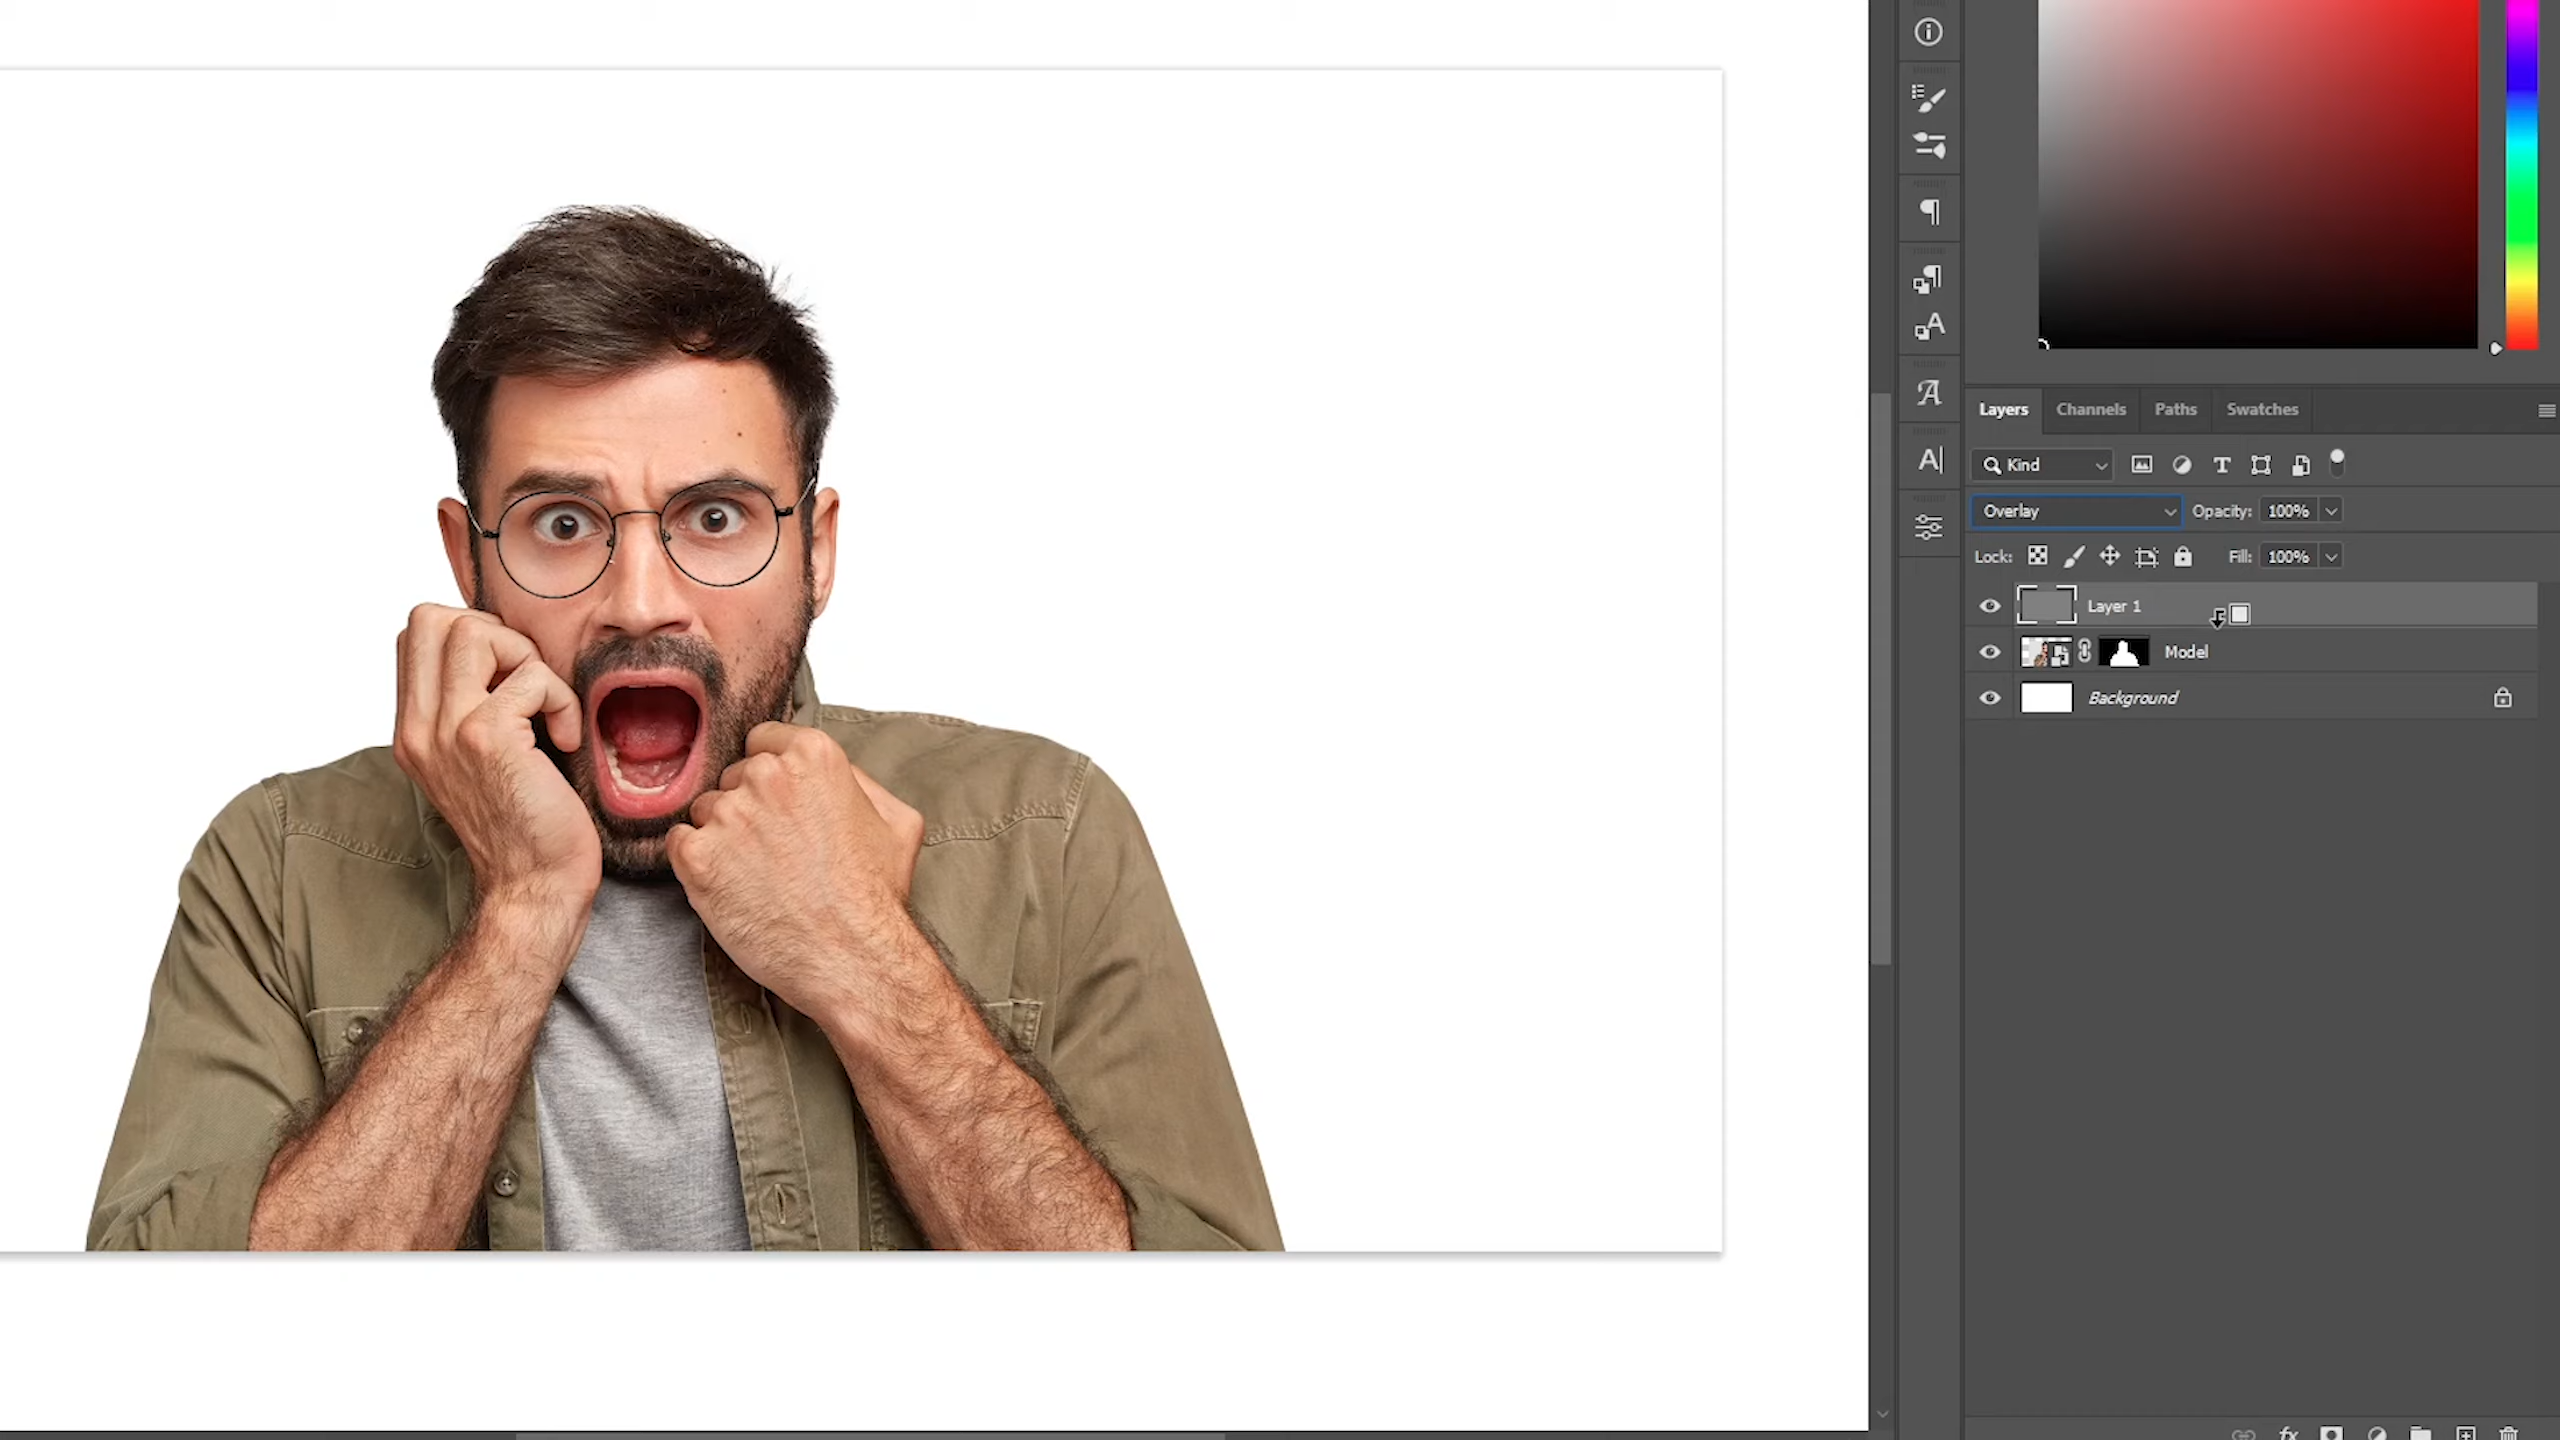 Layers Channels Paths Swatches
Kind
Overlay Opacity: 100%
Lock: Fill: 100%
Layer 1
Model
Background